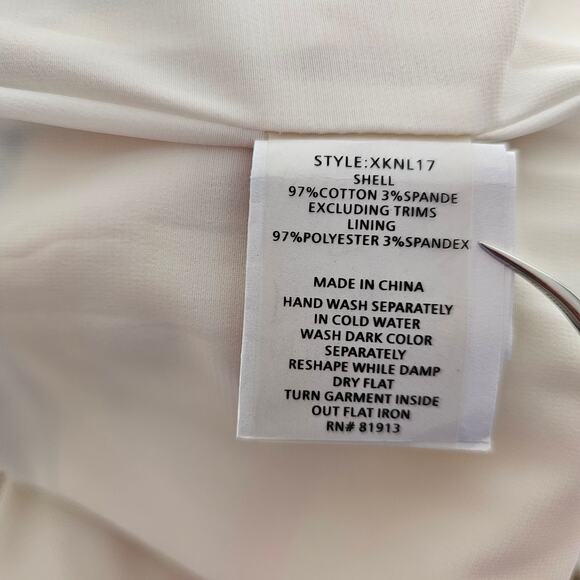 STYLE:XKNL17
SHELL
97%COTTON 3%SPANDE
EXCLUDING TRIMS
LINING
97%POLYESTER 3%SPANDEX
MADE IN CHINA
HAND WASH SEPARATELY
IN COLD WATER
WASH DARK COLOR
SEPARATELY
RESHAPE WHILE DAMP
DRY FLAT
TURN GARMENT INSIDE
OUT FLAT IRON
RN# 81913